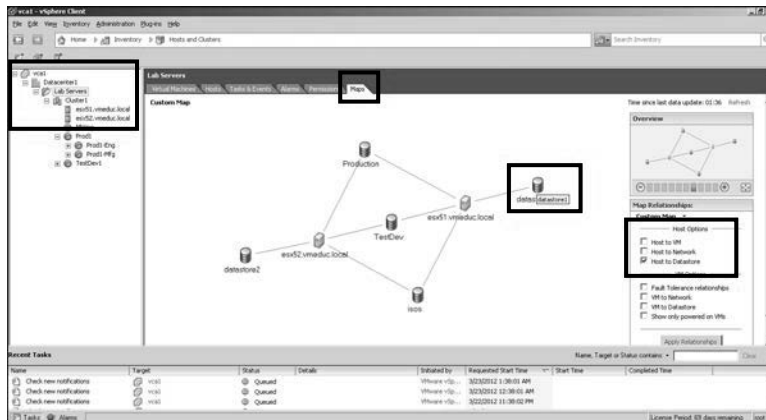 vca1 - vSphere Client
File Edit View Inventory Administration Plug-ins Help
Home Inventory Hosts and Clusters Search Inventory
vca1
Datacenter1
Lab Servers
Cluster1
esx51.vmeduc.local
esx52.vmeduc.local
Prod1
Prod1-Eng
Prod1-Mfg
TestDev1
Lab Servers
Virtual Machines Hosts Tasks & Events Alarms Permissions Maps
Custom Map Time since last data update: 01:36 Refresh
Overview
Production
datast datastore1
esx51.vmeduc.local
TestDev
esx52.vmeduc.local
datastore2
isos
Map Relationships:
Custom Map
Host Options
Host to VM
Host to Network
Host to Datastore
VM Options
Fault Tolerance relationships
VM to Network
VM to Datastore
Show only powered on VMs
Apply Relationships
Recent Tasks Name, Target or Status contains: Clear
Name Target Status Details Initiated by Requested Start Time Start Time Completed Time
Check new notifications vca1 Queued VMware vSp... 3/23/2012 1:38:01 AM
Check new notifications vca1 Queued VMware vSp... 3/23/2012 12:38:01 AM
Check new notifications vca1 Queued VMware vSp... 3/22/2012 11:38:02 PM
Tasks Alarms License Period: days remaining root